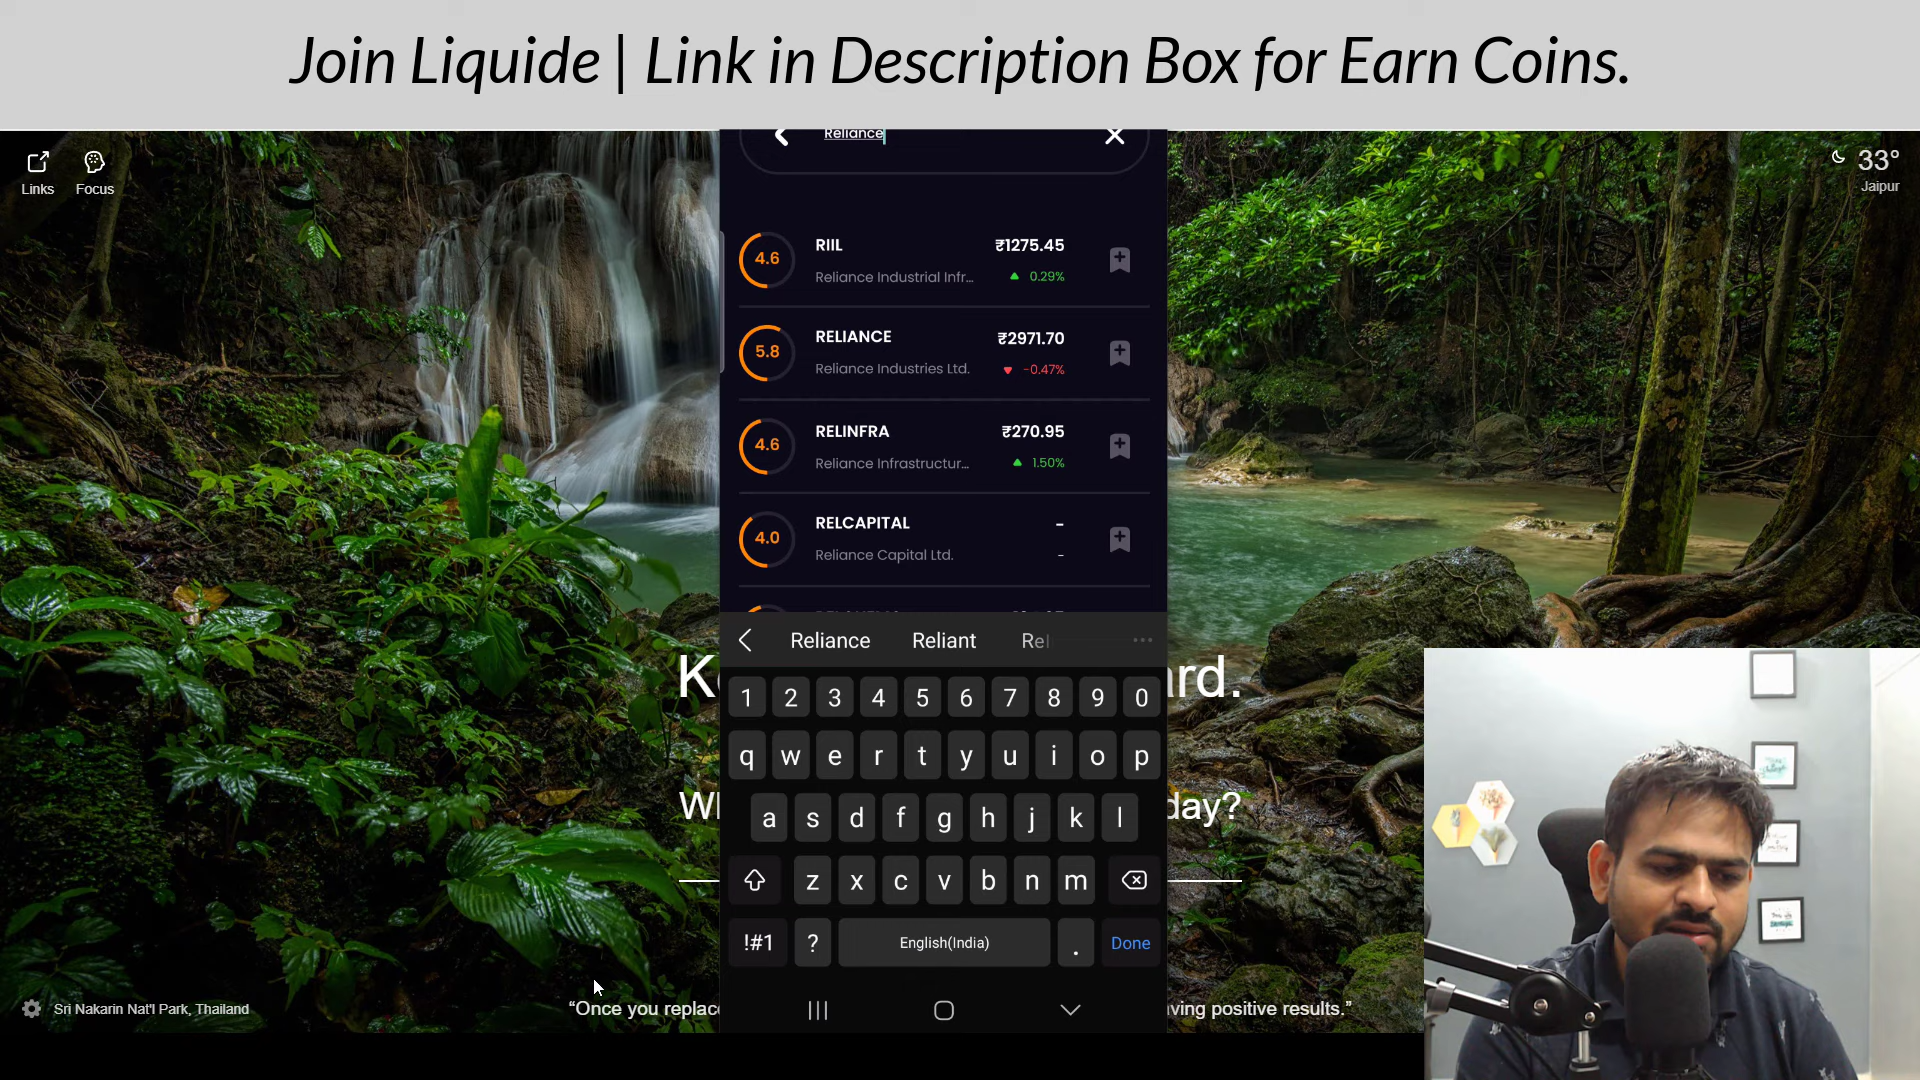 Join Liquide | Link in Description Box for Earn Coins.
Links
Focus
33°
Jaipur
Reliance
4.6
RIIL
₹1275.45
Reliance Industrial Infr...
0.29%
5.8
RELIANCE
₹2971.70
Reliance Industries Ltd.
-0.47%
4.6
RELINFRA
₹270.95
Reliance Infrastructur...
1.50%
4.0
RELCAPITAL
-
Reliance Capital Ltd.
-
Reliance Reliant Rel ...
1 2 3 4 5 6 7 8 9 0
q w e r t y u i o p
a s d f g h j k l
z x c v b n m
!#1 ? English(India) . Done
day?
Sri Nakarin Nat'l Park, Thailand
“Once you replac
ving positive results.”